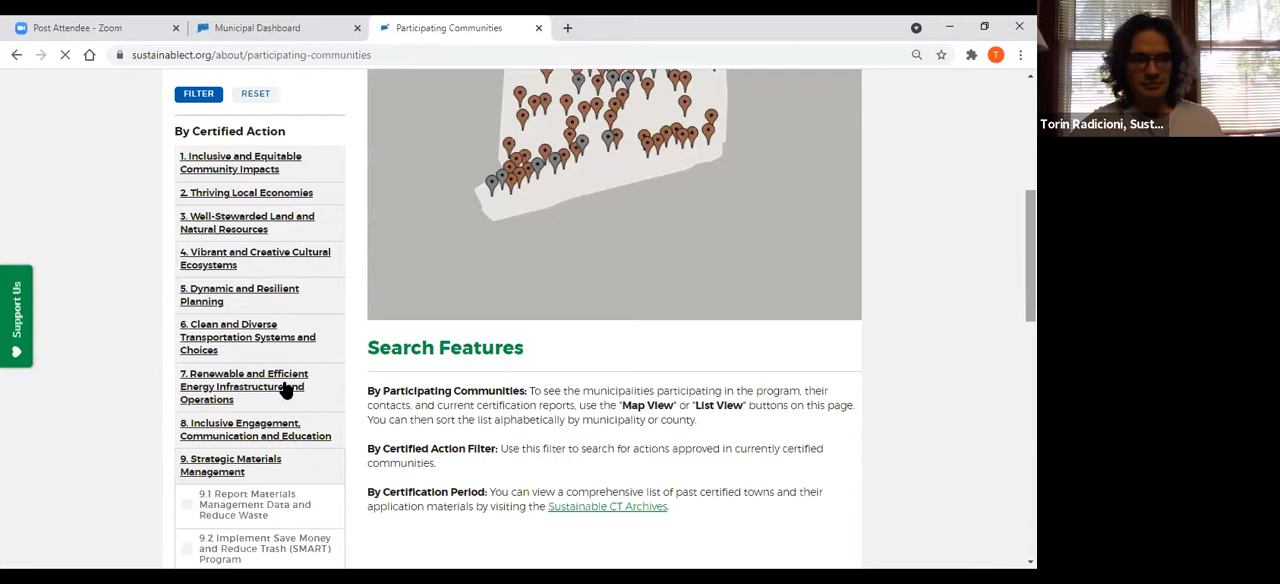 Post Attendee - Zoom
Municipal Dashboard
Participating Communities
sustainablect.org/about/participating-communities
T
FILTER
RESET
By Certified Action
1. Inclusive and Equitable
Community Impacts
2. Thriving Local Economies
3. Well-Stewarded Land and
Natural Resources
4. Vibrant and Creative Cultural
Ecosystems
5. Dynamic and Resilient
Planning
6. Clean and Diverse
Transportation Systems and
Choices
7. Renewable and Efficient
Energy Infrastructure and
Operations
8. Inclusive Engagement,
Communication and Education
9. Strategic Materials
Management
9.1 Report Materials
Management Data and
Reduce Waste
9.2 Implement Save Money
and Reduce Trash (SMART)
Program
Support Us
Search Features
By Participating Communities: To see the municipalities participating in the program, their
contacts, and current certification reports, use the "Map View" or "List View" buttons on this page.
You can then sort the list alphabetically by municipality or county.
By Certified Action Filter: Use this filter to search for actions approved in currently certified
communities.
By Certification Period: You can view a comprehensive list of past certified towns and their
application materials by visiting the Sustainable CT Archives.
Torin Radicioni, Sust...